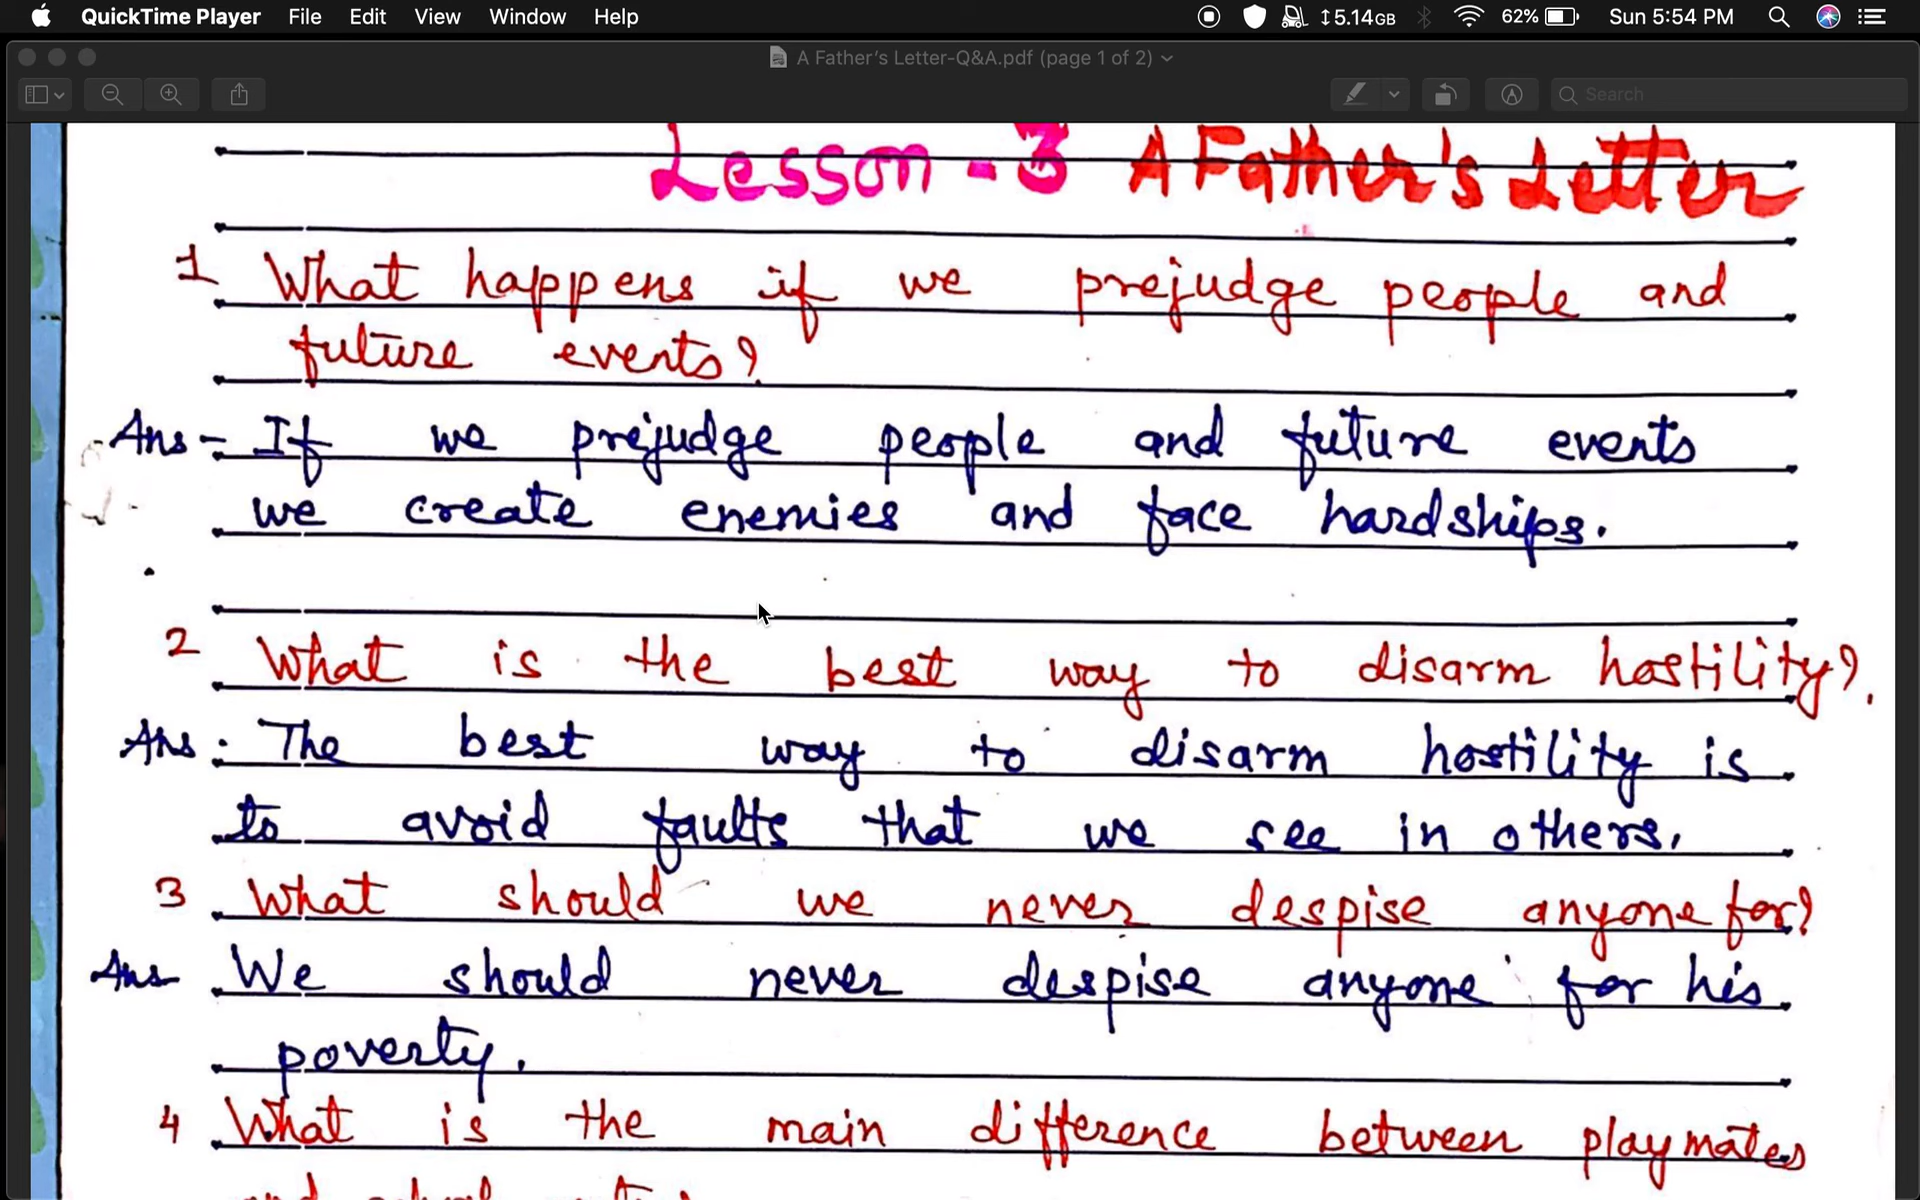 QuickTime Player File Edit View Window Help 5.14GB 62% Sun 5:54 PM
A Father's Letter-Q&A.pdf (page 1 of 2)
Search
Lesson - 3 A Father's Letter
1 What happens if we prejudge people and
future events?
Ans - If we prejudge people and future events
we create enemies and face hardships.
2 What is the best way to disarm hostility?
Ans : The best way to disarm hostility is
to avoid faults that we see in others.
3 What should we never despise anyone for?
Ans We should never despise anyone for his
poverty.
4 What is the main difference between playmates
and school